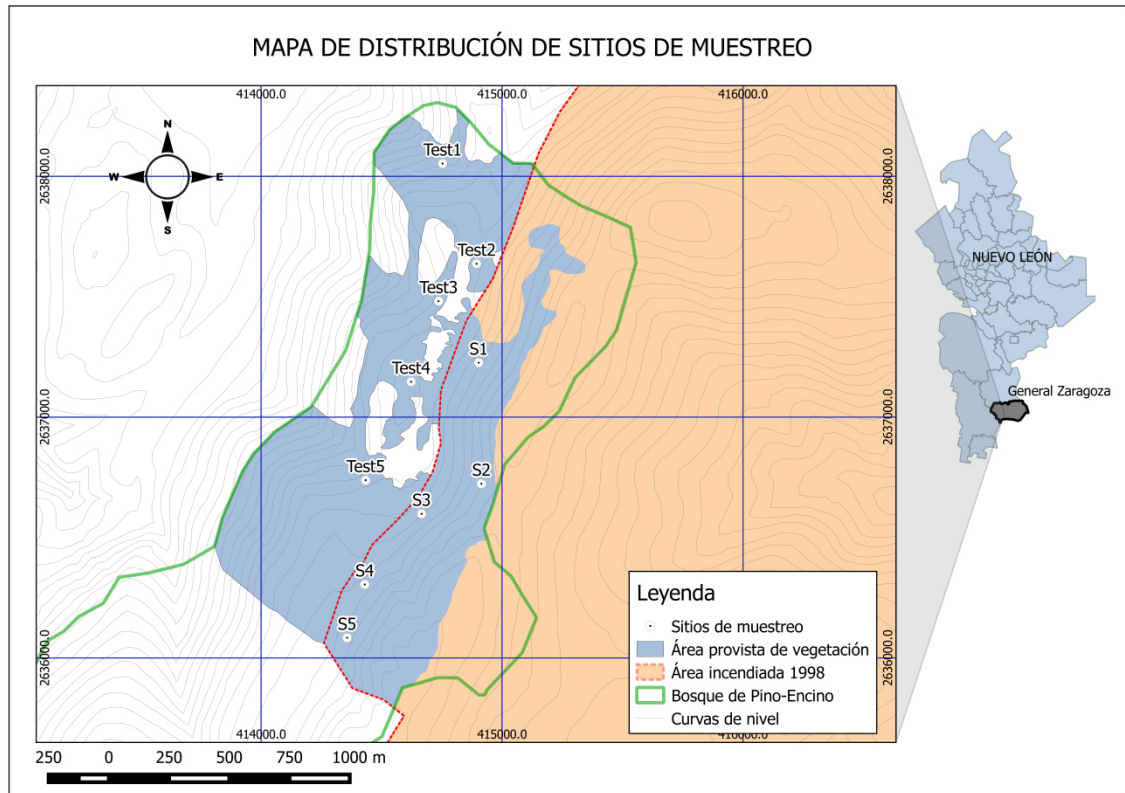 MAPA DE DISTRIBUCIÓN DE SITIOS DE MUESTREO
414000.0
415000.0
416000.0
N
W
E
S
2638000.0
2638000.0
Test1
Test2
Test3
S1
Test4
2637000.0
2637000.0
Test5
S2
S3
S4
S5
2636000.0
2636000.0
NUEVO LEÓN
General Zaragoza
Leyenda
Sitios de muestreo
Área provista de vegetación
Área incendiada 1998
Bosque de Pino-Encino
Curvas de nivel
414000.0
415000.0
416000.0
250 0 250 500 750 1000 m